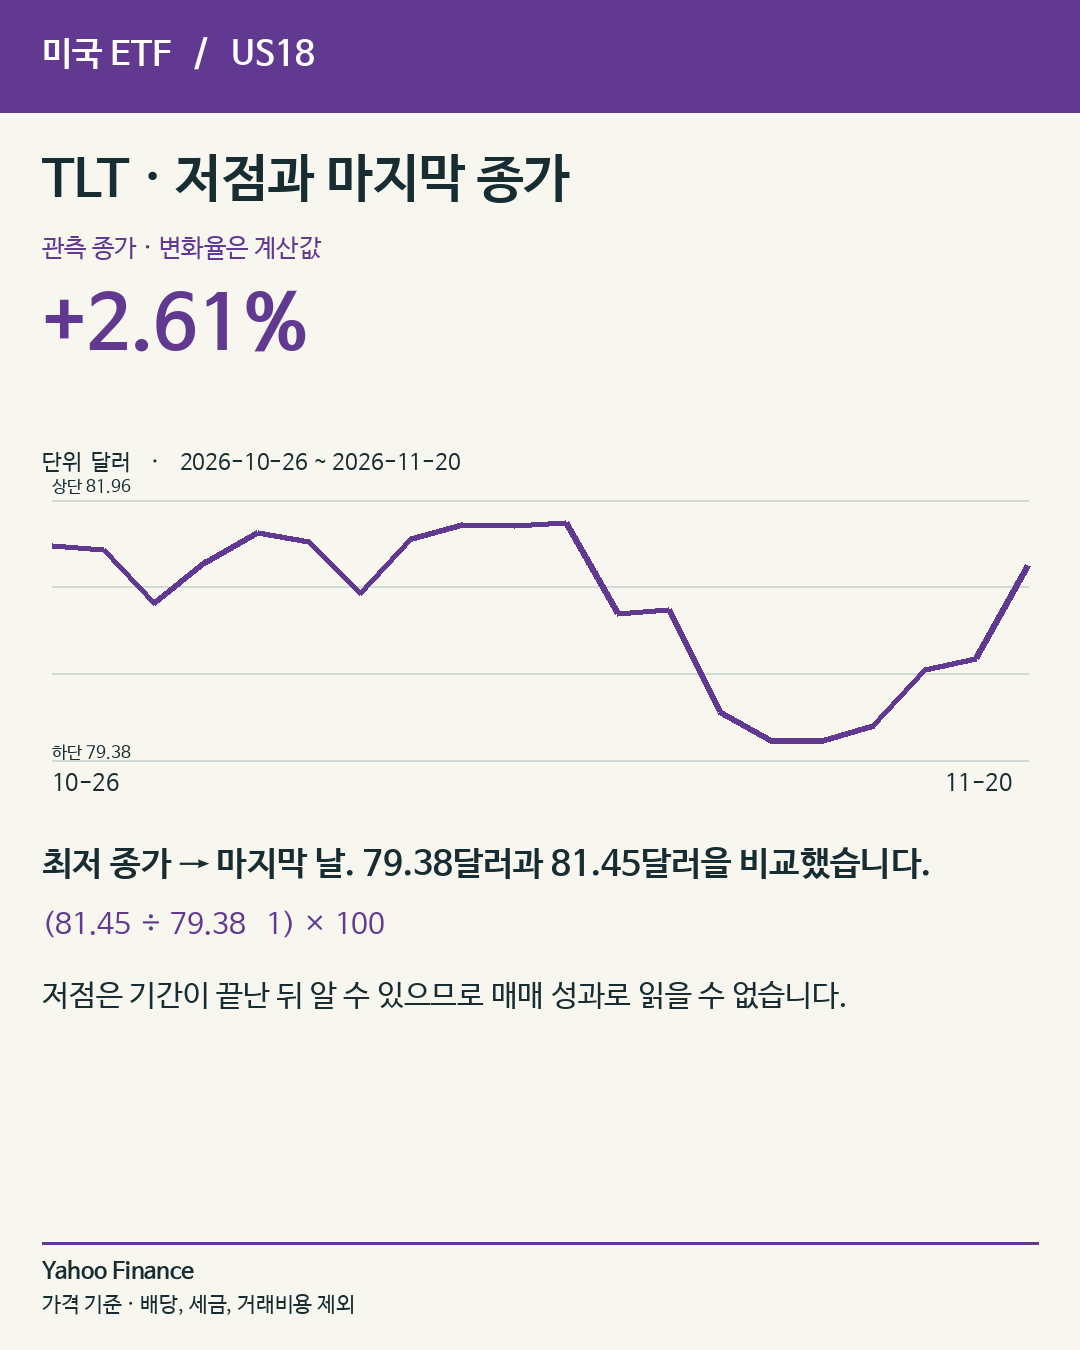 미국 ETF / US18
TLT · 저점과 마지막 종가
관측 종가 · 변화율은 계산값
+2.61%
단위 달러 · 2026-10-26 ~ 2026-11-20
상단 81.96
하단 79.38
10-26 11-20
최저 종가 → 마지막 날. 79.38달러과 81.45달러을 비교했습니다.
(81.45 ÷ 79.38 1) × 100
저점은 기간이 끝난 뒤 알 수 있으므로 매매 성과로 읽을 수 없습니다.
Yahoo Finance
가격 기준 · 배당, 세금, 거래비용 제외